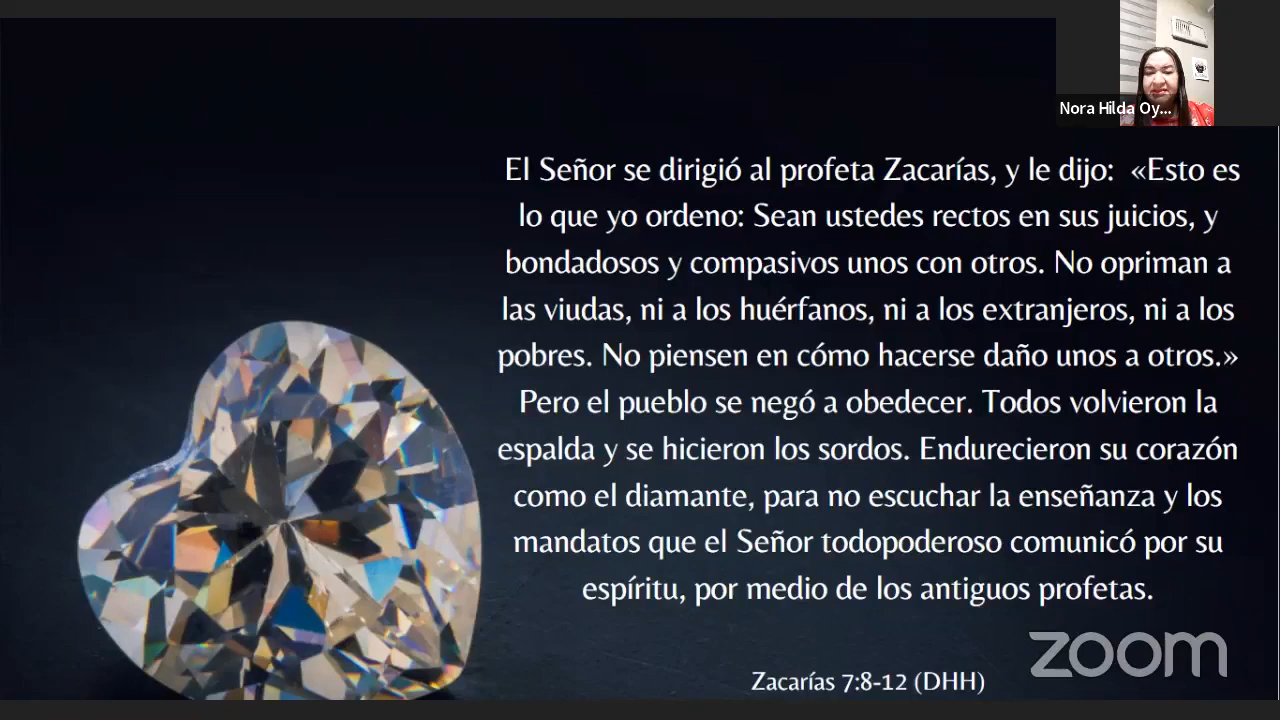 Nora Hilda Oy...
El Señor se dirigió al profeta Zacarías, y le dijo: «Esto es
lo que yo ordeno: Sean ustedes rectos en sus juicios, y
bondadosos y compasivos unos con otros. No opriman a
las viudas, ni a los huérfanos, ni a los extranjeros, ni a los
pobres. No piensen en cómo hacerse daño unos a otros.»
Pero el pueblo se negó a obedecer. Todos volvieron la
espalda y se hicieron los sordos. Endurecieron su corazón
como el diamante, para no escuchar la enseñanza y los
mandatos que el Señor todopoderoso comunicó por su
espíritu, por medio de los antiguos profetas.
zoom
Zacarías 7:8-12 (DHH)